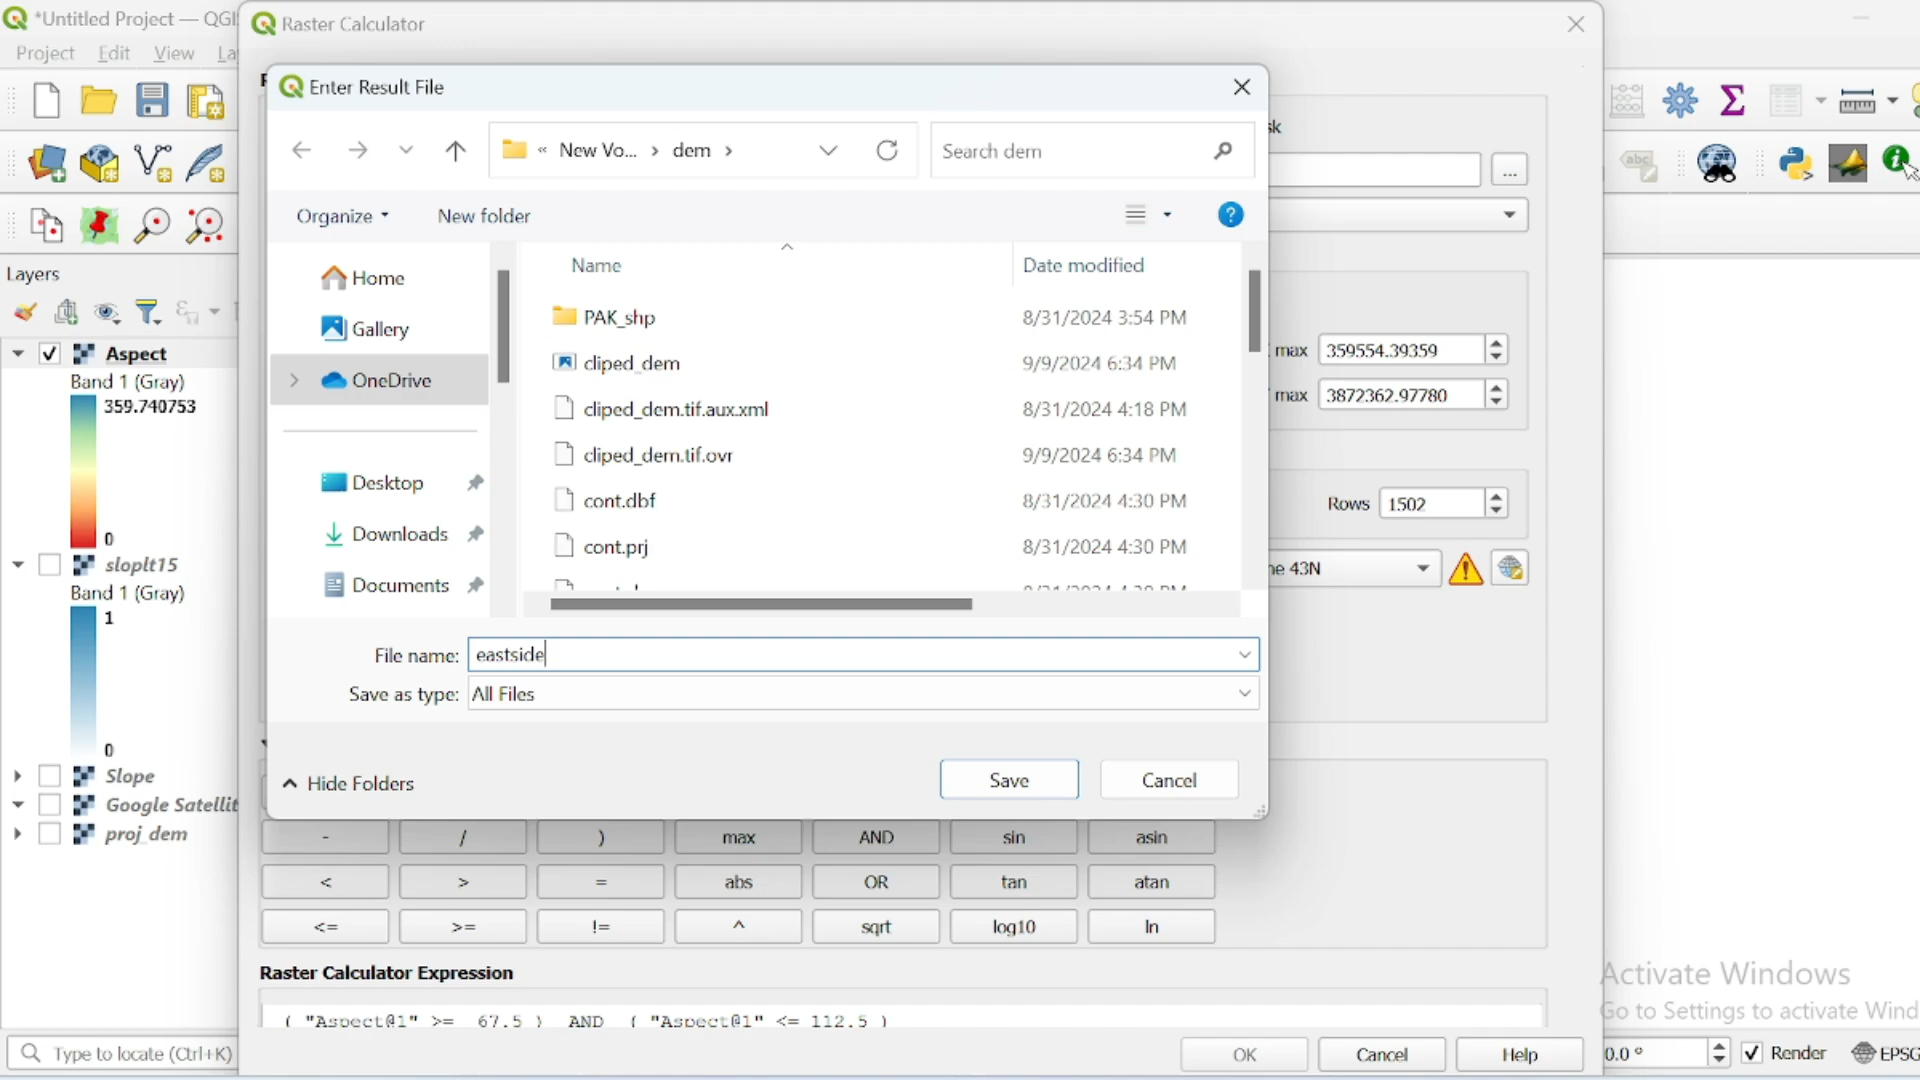 *Untitled Project — QGI
Raster Calculator
Project Edit View La
Enter Result File
« New Vo... > dem >
Search dem
sk
...
Organize
New folder
Layers
Name
Date modified
Home
Gallery
OneDrive
Desktop
Downloads
Documents
PAK_shp 8/31/2024 3:54 PM
cliped_dem 9/9/2024 6:34 PM
cliped_dem.tif.aux.xml 8/31/2024 4:18 PM
cliped_dem.tif.ovr 9/9/2024 6:34 PM
cont.dbf 8/31/2024 4:30 PM
cont.prj 8/31/2024 4:30 PM
max 359554.39359
max 3872362.97780
Rows 1502
ne 43N
abc
Aspect
Band 1 (Gray)
359.740753
0
sloplt15
Band 1 (Gray)
1
0
Slope
Google Satellit
proj_dem
File name: eastside
Save as type: All Files
Hide Folders
Save
Cancel
- / ) max AND sin asin
< > = abs OR tan atan
<= >= != ^ sqrt log10 ln
Raster Calculator Expression
( "Aspect@1" >= 67.5 ) AND ( "Aspect@1" <= 112.5 )
OK
Cancel
Help
Activate Windows
Go to Settings to activate Wind
Type to locate (Ctrl+K)
0.0 °
Render
EPSG